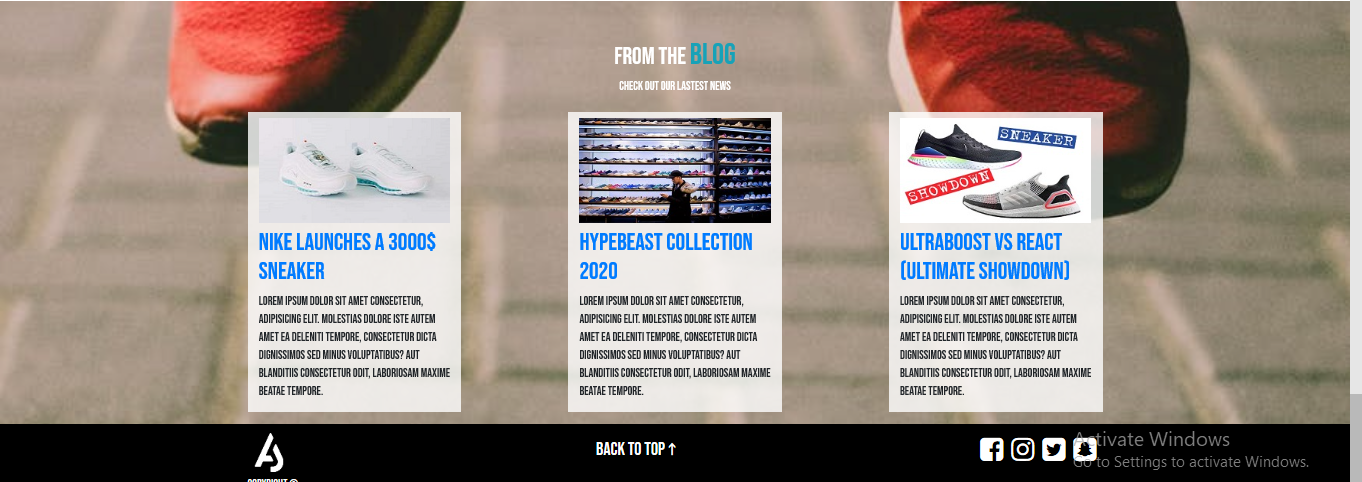 FROM THE BLOG
CHECK OUT OUR LASTEST NEWS
SNEAKER
SHOWDOWN
NIKE LAUNCHES A 3000$
SNEAKER
LOREM IPSUM DOLOR SIT AMET CONSECTETUR,
ADIPISICING ELIT. MOLESTIAS DOLORE ISTE AUTEM
AMET EA DELENITI TEMPORE, CONSECTETUR DICTA
DIGNISSIMOS SED MINUS VOLUPTATIBUS? AUT
BLANDITIIS CONSECTETUR ODIT, LABORIOSAM MAXIME
BEATAE TEMPORE.
HYPEBEAST COLLECTION
2020
LOREM IPSUM DOLOR SIT AMET CONSECTETUR,
ADIPISICING ELIT. MOLESTIAS DOLORE ISTE AUTEM
AMET EA DELENITI TEMPORE, CONSECTETUR DICTA
DIGNISSIMOS SED MINUS VOLUPTATIBUS? AUT
BLANDITIIS CONSECTETUR ODIT, LABORIOSAM MAXIME
BEATAE TEMPORE.
ULTRABOOST VS REACT
(ULTIMATE SHOWDOWN)
LOREM IPSUM DOLOR SIT AMET CONSECTETUR,
ADIPISICING ELIT. MOLESTIAS DOLORE ISTE AUTEM
AMET EA DELENITI TEMPORE, CONSECTETUR DICTA
DIGNISSIMOS SED MINUS VOLUPTATIBUS? AUT
BLANDITIIS CONSECTETUR ODIT, LABORIOSAM MAXIME
BEATAE TEMPORE.
BACK TO TOP ↑
Activate Windows
Go to Settings to activate Windows.
COPYRIGHT ©